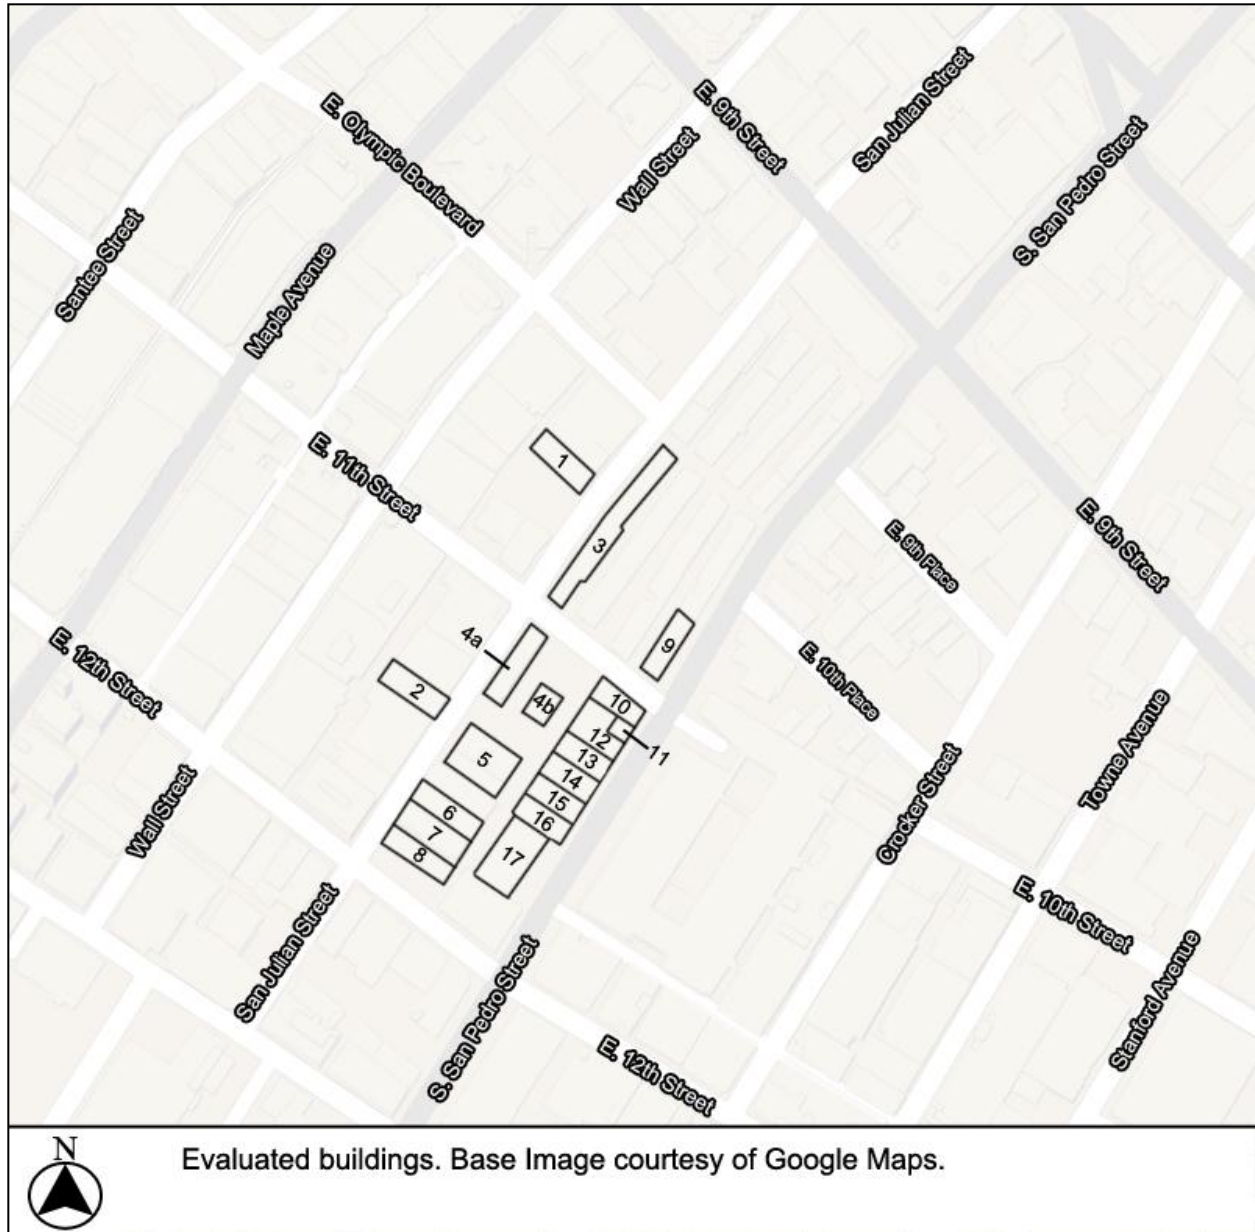 E. Olympic Boulevard
E. 9th Street
San Julian Street
Wall Street
S. San Pedro Street
Santee Street
Maple Avenue
E. 11th Street
1
3
E. 9th Place
E. 9th Street
4a
9
E. 10th Place
E. 12th Street
2
4b
10
11
12
13
5
14
15
16
6
7
8
17
Wall Street
Crocker Street
Towne Avenue
San Julian Street
E. 10th Street
Stanford Avenue
S. San Pedro Street
E. 12th Street
N
Evaluated buildings. Base Image courtesy of Google Maps.